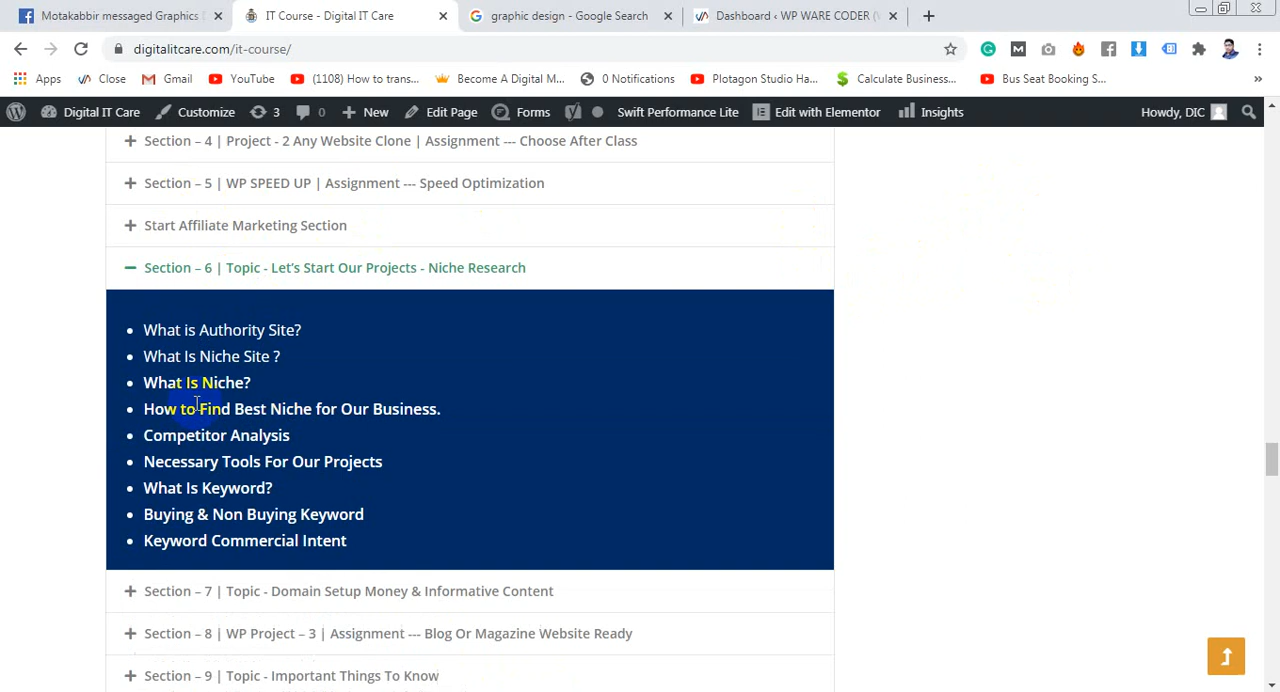 Motakabbir messaged Graphics D
IT Course - Digital IT Care
graphic design - Google Search
Dashboard ‹ WP WARE CODER (
digitalitcare.com/it-course/
Apps
Close
Gmail
YouTube
(1108) How to trans...
Become A Digital M...
0 Notifications
Plotagon Studio Ha...
Calculate Business...
Bus Seat Booking S...
»
Digital IT Care
Customize
3
0
New
Edit Page
Forms
Swift Performance Lite
Edit with Elementor
Insights
Howdy, DIC
+ Section – 4 | Project - 2 Any Website Clone | Assignment --- Choose After Class
+ Section – 5 | WP SPEED UP | Assignment --- Speed Optimization
+ Start Affiliate Marketing Section
− Section – 6 | Topic - Let’s Start Our Projects - Niche Research
• What is Authority Site?
• What Is Niche Site ?
• What Is Niche?
• How to Find Best Niche for Our Business.
• Competitor Analysis
• Necessary Tools For Our Projects
• What Is Keyword?
• Buying & Non Buying Keyword
• Keyword Commercial Intent
+ Section – 7 | Topic - Domain Setup Money & Informative Content
+ Section – 8 | WP Project – 3 | Assignment --- Blog Or Magazine Website Ready
+ Section – 9 | Topic - Important Things To Know